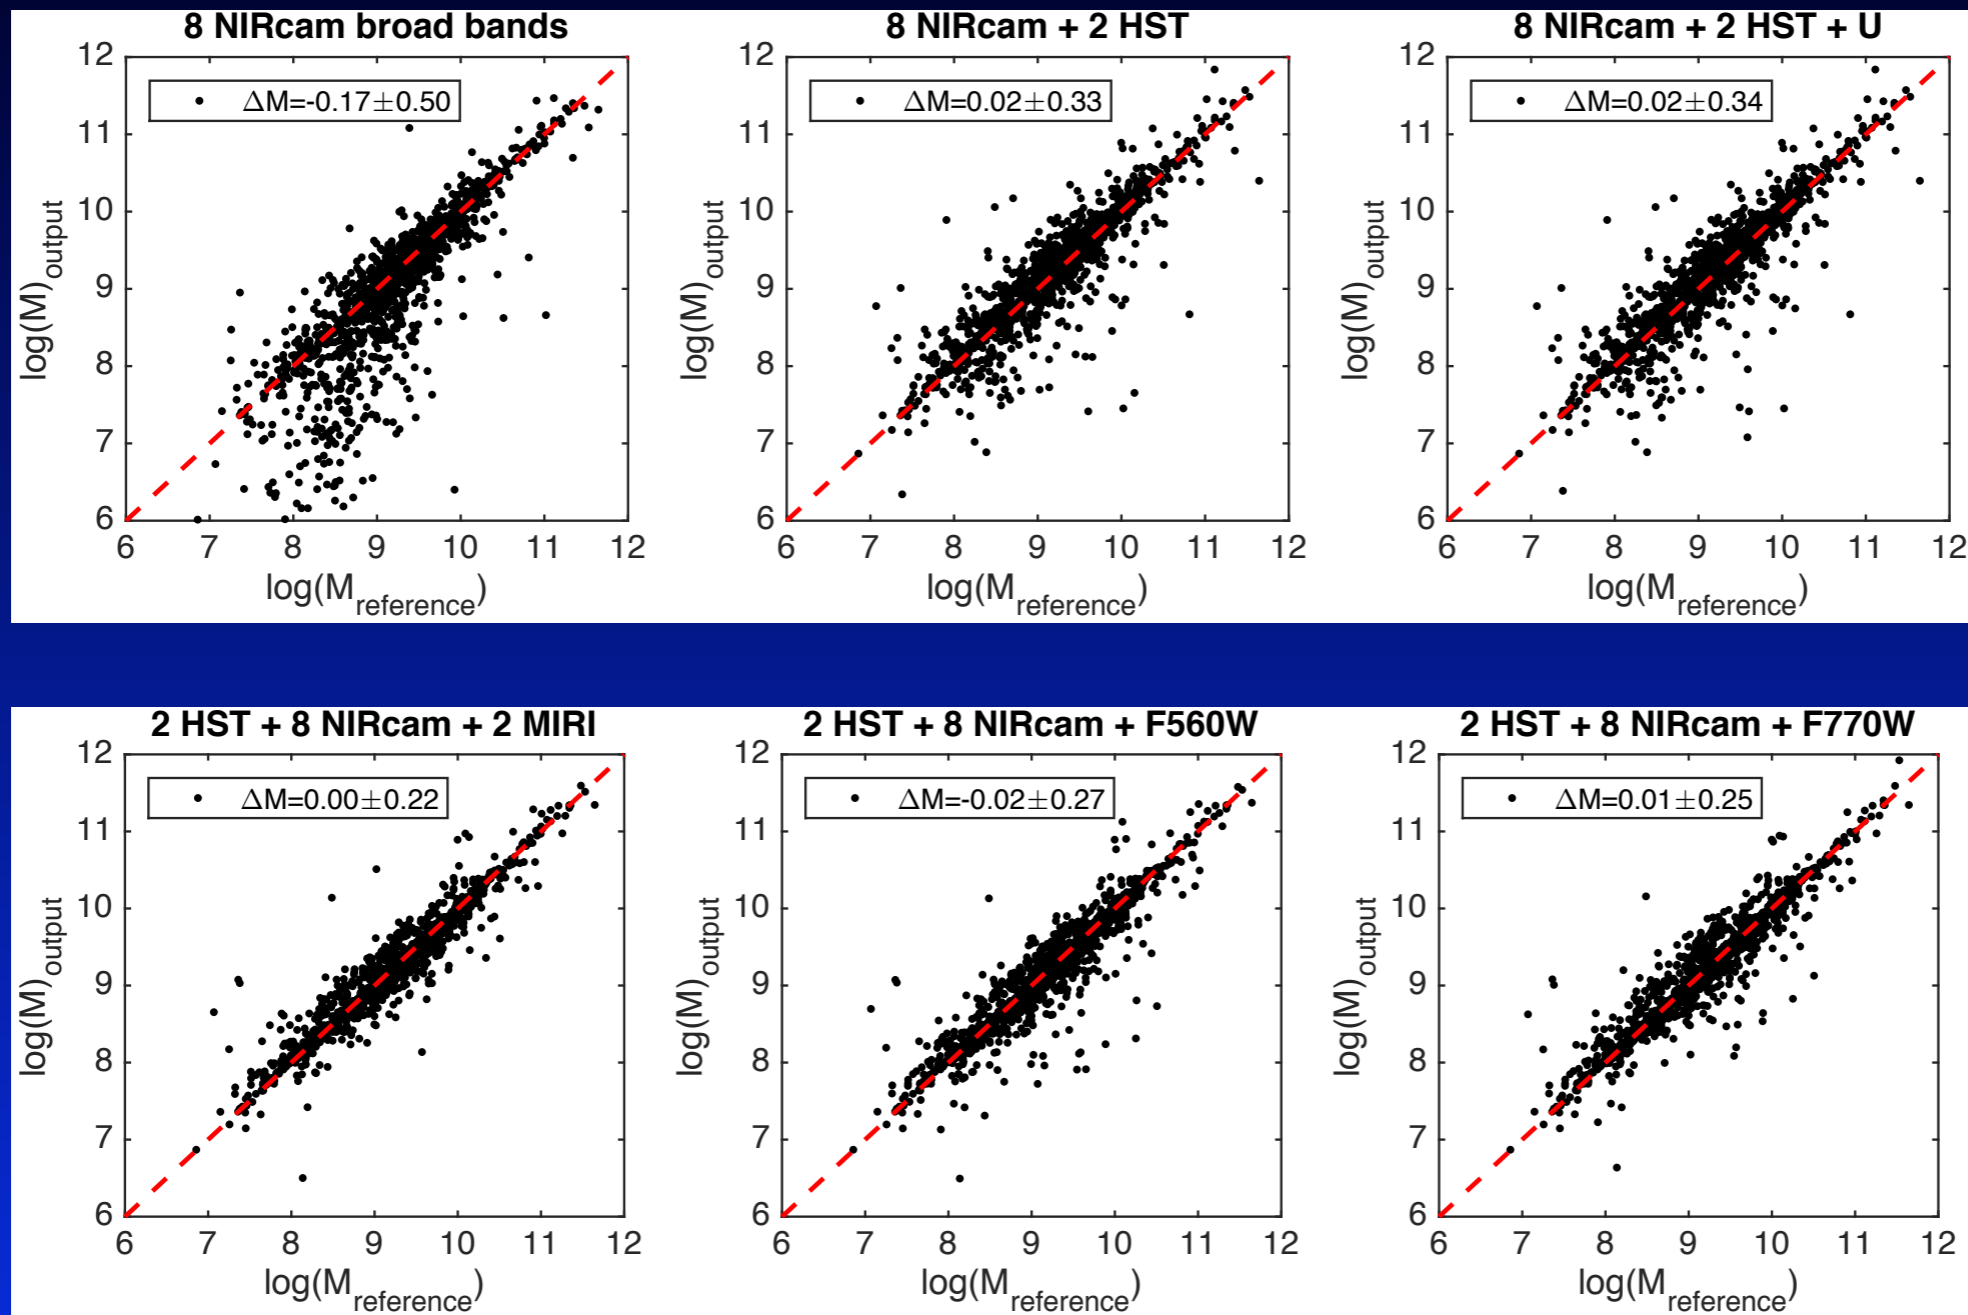 8 NIRcam broad bands
12
11
10
9
8
7
6
ΔM=-0.17±0.50
log(M)output
6 7 8 9 10 11 12
log(Mreference)
8 NIRcam + 2 HST
12
11
10
9
8
7
6
ΔM=0.02±0.33
log(M)output
6 7 8 9 10 11 12
log(Mreference)
8 NIRcam + 2 HST + U
12
11
10
9
8
7
6
ΔM=0.02±0.34
log(M)output
6 7 8 9 10 11 12
log(Mreference)
2 HST + 8 NIRcam + 2 MIRI
12
11
10
9
8
7
6
ΔM=0.00±0.22
log(M)output
6 7 8 9 10 11 12
log(Mreference)
2 HST + 8 NIRcam + F560W
12
11
10
9
8
7
6
ΔM=-0.02±0.27
log(M)output
6 7 8 9 10 11 12
log(Mreference)
2 HST + 8 NIRcam + F770W
12
11
10
9
8
7
6
ΔM=0.01±0.25
log(M)output
6 7 8 9 10 11 12
log(Mreference)